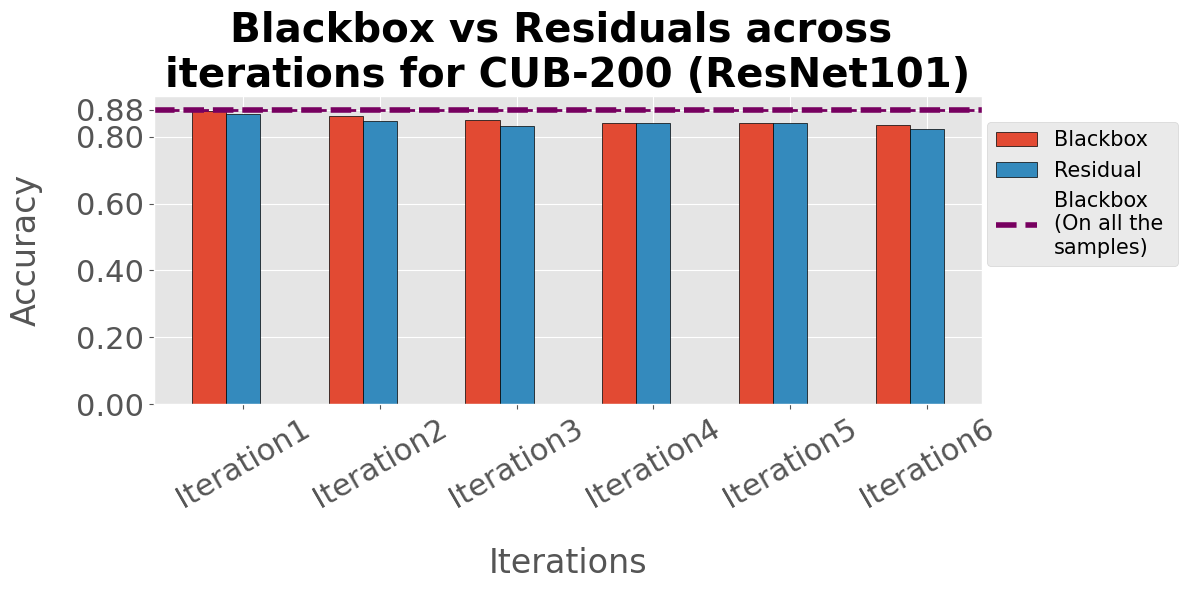 Blackbox vs Residuals across
iterations for CUB-200 (ResNet101)
Accuracy
0.88
0.80
0.60
0.40
0.20
0.00
Iteration1
Iteration2
Iteration3
Iteration4
Iteration5
Iteration6
Iterations
Blackbox
Residual
Blackbox
(On all the
samples)